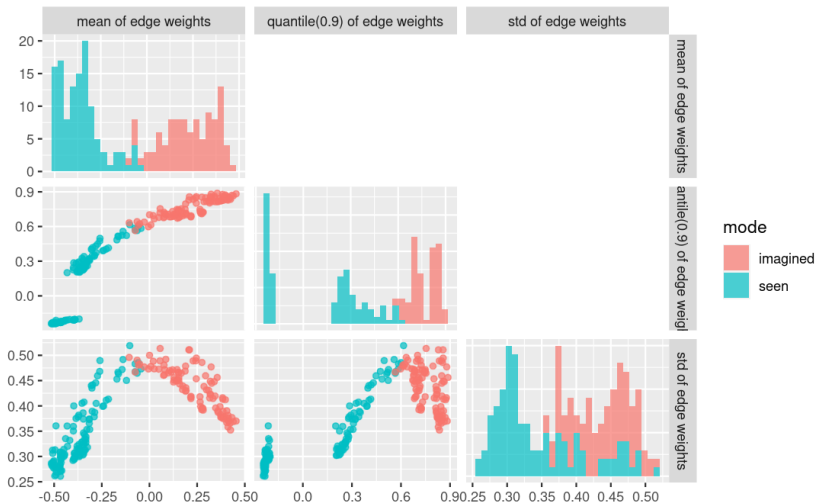 mean of edge weights
quantile(0.9) of edge weights
std of edge weights
20
15
10
5
0
mean of edge weights
0.9
0.6
0.3
0.0
antile(0.9) of edge weigl
0.50
0.45
0.40
0.35
0.30
0.25
std of edge weights
-0.50 -0.25 0.00 0.25 0.50
0.0 0.3 0.6 0.90
.25 0.30 0.35 0.40 0.45 0.50
mode
imagined
seen